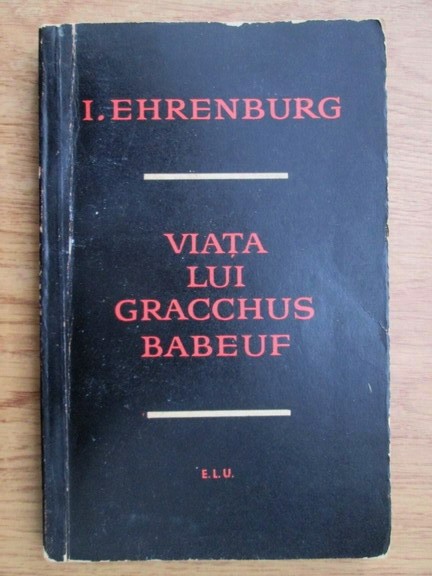 I. EHRENBURG
VIAȚA
LUI
GRACCHUS
BABEUF
E.L.U.